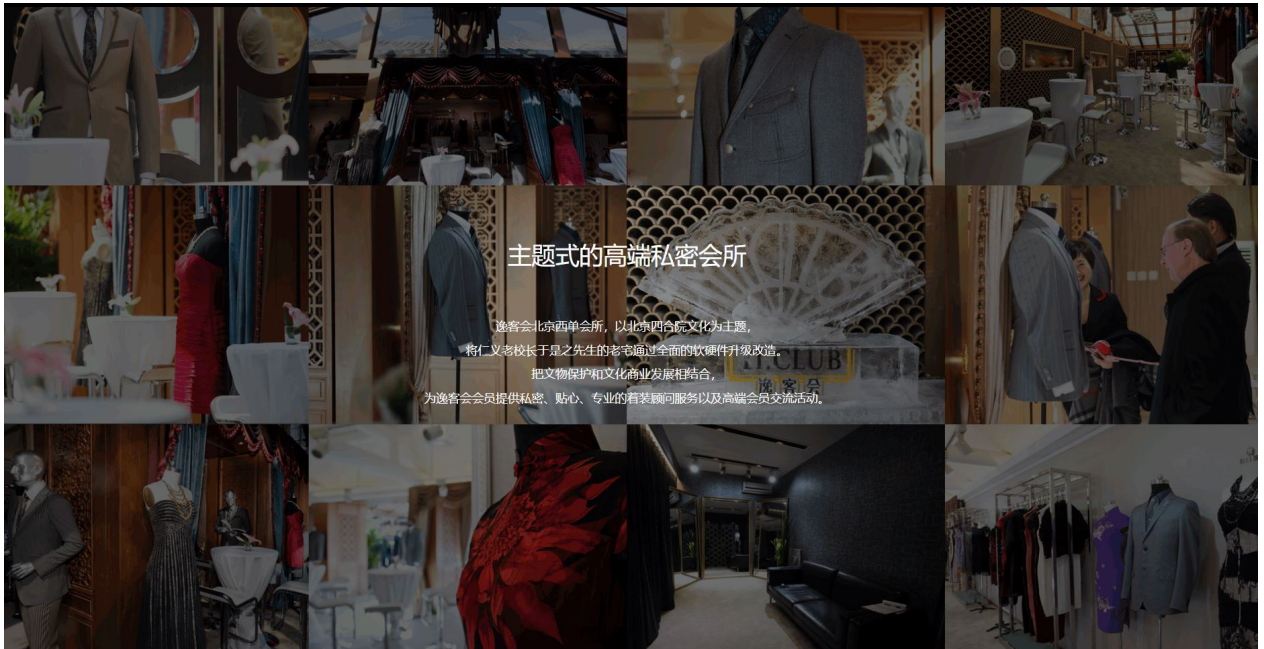 主题式的高端私密会所
逸客会北京西单会所，以北京四合院文化为主题，
将仁义老校长于是之先生的老宅通过全面的软硬件升级改造。
把文物保护和文化商业发展相结合，
为逸客会会员提供私密、贴心、专业的着装顾问服务以及高端会员交流活动。
CLUB
逸客会